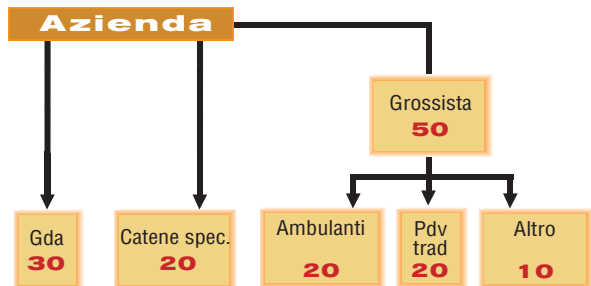 Azienda
Grossista
50
Gda
30
Catene spec.
20
Ambulanti
20
Pdv
trad
20
Altro
10